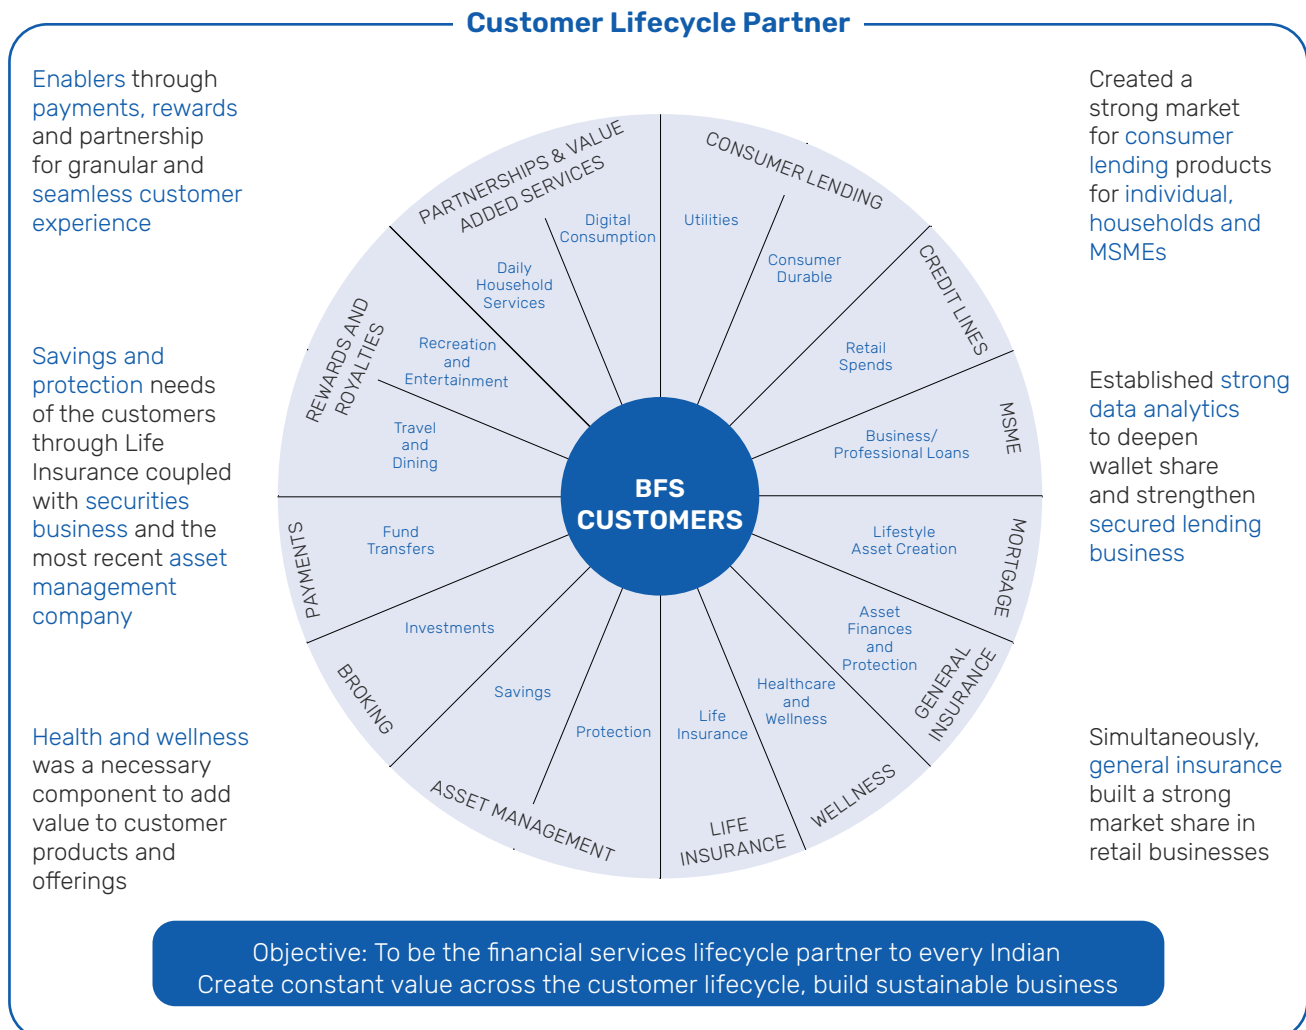 Customer Lifecycle Partner
Enablers through
payments, rewards
and partnership
for granular and
seamless customer
experience
Savings and
protection needs
of the customers
through Life
Insurance coupled
with securities
business and the
most recent asset
management
company
Health and wellness
was a necessary
component to add
value to customer
products and
offerings
PARTNERSHIPS & VALUE
ADDED SERVICES
Digital
Consumption
Daily
Household
Services
CONSUMER LENDING
Utilities
Consumer
Durable
CREDIT LINES
Retail
Spends
MSME
Business/
Professional Loans
MORTGAGE
Lifestyle
Asset Creation
GENERAL
INSURANCE
Asset
Finances
and
Protection
WELLNESS
Healthcare
and
Wellness
LIFE
INSURANCE
Life
Insurance
ASSET MANAGEMENT
Protection
Savings
BROKING
Investments
PAYMENTS
Fund
Transfers
REWARDS AND
ROYALTIES
Travel
and
Dining
Recreation
and
Entertainment
BFS
CUSTOMERS
Created a
strong market
for consumer
lending products
for individual,
households and
MSMEs
Established strong
data analytics
to deepen
wallet share
and strengthen
secured lending
business
Simultaneously,
general insurance
built a strong
market share in
retail businesses
Objective: To be the financial services lifecycle partner to every Indian
Create constant value across the customer lifecycle, build sustainable business